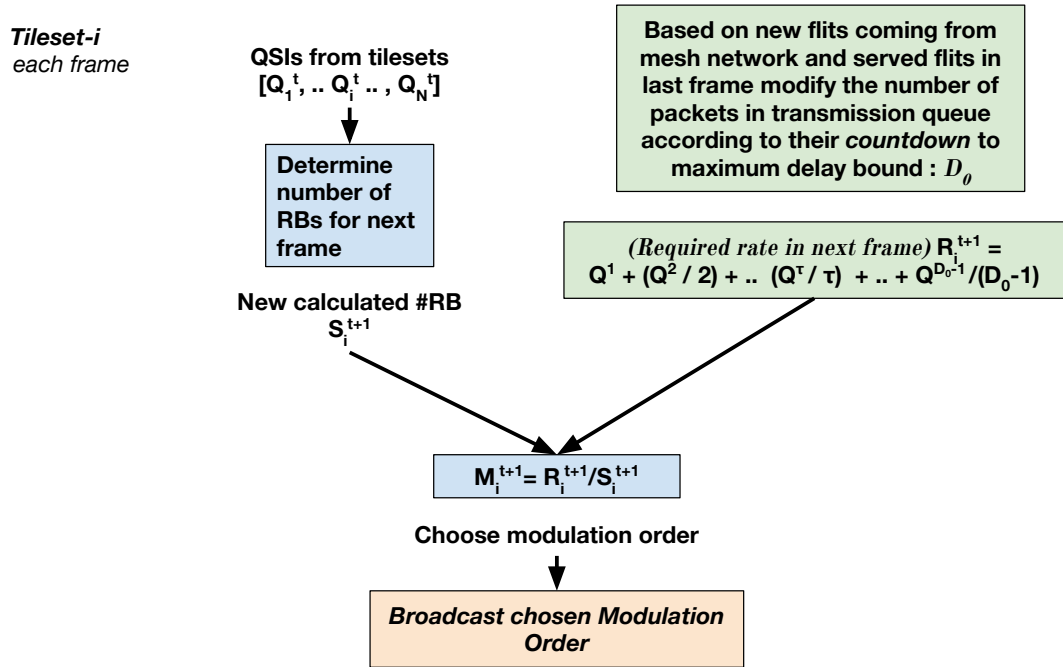 Tileset-i
each frame
QSIs from tilesets
[Q₁ᵗ, .. Qᵢᵗ .. , Q_Nᵗ]
Determine
number of
RBs for next
frame
New calculated #RB
Sᵢᵗ⁺¹
Based on new flits coming from
mesh network and served flits in
last frame modify the number of
packets in transmission queue
according to their countdown to
maximum delay bound : D₀
(Required rate in next frame) Rᵢᵗ⁺¹ =
Q¹ + (Q² / 2) + .. (Q^τ / τ) + .. + Q^(D₀-1)/(D₀-1)
Mᵢᵗ⁺¹= Rᵢᵗ⁺¹/Sᵢᵗ⁺¹
Choose modulation order
Broadcast chosen Modulation
Order